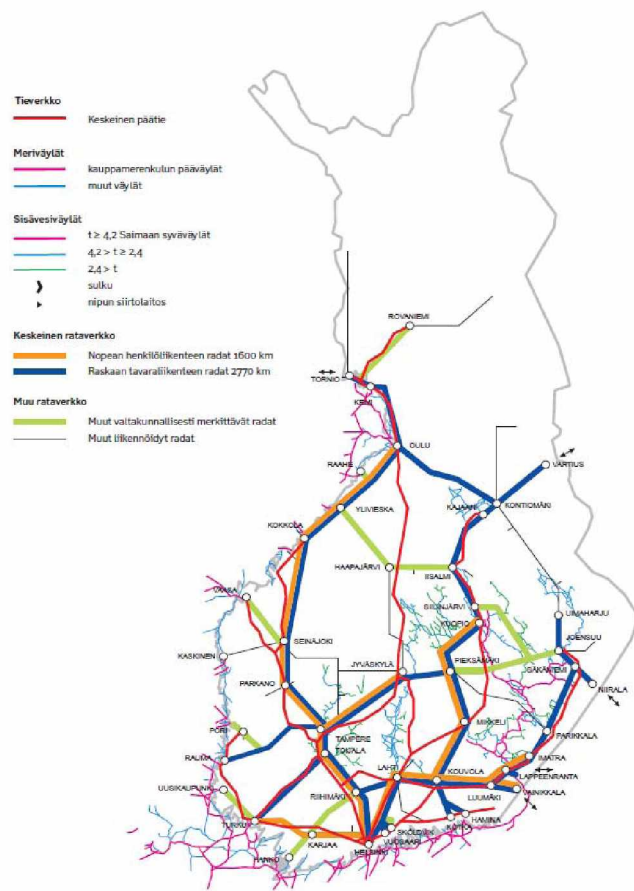 Tieverkko
Keskeinen päätie
Meriväylät
kauppamerenkulun pääväylät
muut väylät
Sisävesiväylät
t ≥ 4,2 Saimaan syväväylät
4,2 > t ≥ 2,4
2,4 > t
sulku
nipun siirtolaitos
Keskeinen rataverkko
Nopean henkilöliikenteen radat 1600 km
Raskaan tavaraliikenteen radat 2770 km
Muu rataverkko
Muut valtakunnallisesti merkittävät radat
Muut liikennöidyt radat
ROVANIEMI
TORNIO
KEMI
OULU
RAAHE
VARTIUS
KONTIOMÄKI
KAJAANI
YLIVIESKA
KOKKOLA
HAAPAJÄRVI
IISALMI
VAASA
SIILINJÄRVI
KUOPIO
UIMAHARJU
JOENSUU
SEINÄJOKI
KASKINEN
JYVÄSKYLÄ
PIEKSÄMÄKI
SÄKÄNIEMI
NIIRALA
PARKANO
PORI
TAMPERE
TOIJALA
MIKKELI
PARIKKALA
RAUMA
IMATRA
LAHTI
KOUVOLA
LAPPEENRANTA
UUSIKAUPUNKI
RIIHIMÄKI
LUUMÄKI
VAINIKKALA
TURKU
SKÖLDVIK
HAMINA
KOTKA
VUOSAARI
KARJAA
HELSINKI
HANKO